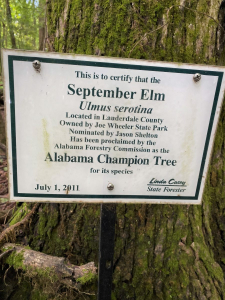 This is to certify that the
September Elm
Ulmus serotina
Located in Lauderdale County
Owned by Joe Wheeler State Park
Nominated by Jason Shelton
Has been proclaimed by the
Alabama Forestry Commission as the
Alabama Champion Tree
for its species
Linda Casey
July 1, 2011 State Forester